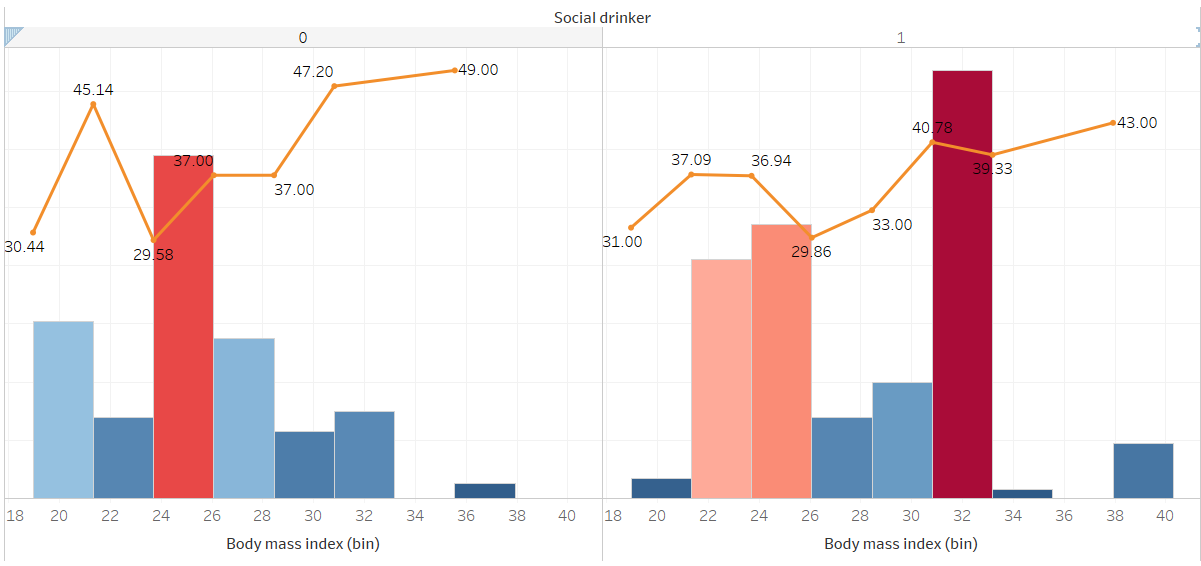 Social drinker
0 1
45.14 47.20 49.00 37.00 37.00 30.44 29.58
40.78 43.00 37.09 36.94 39.33 33.00 31.00 29.86
18 20 22 24 26 28 30 32 34 36 38 40 18 20 22 24 26 28 30 32 34 36 38 40
Body mass index (bin) Body mass index (bin)